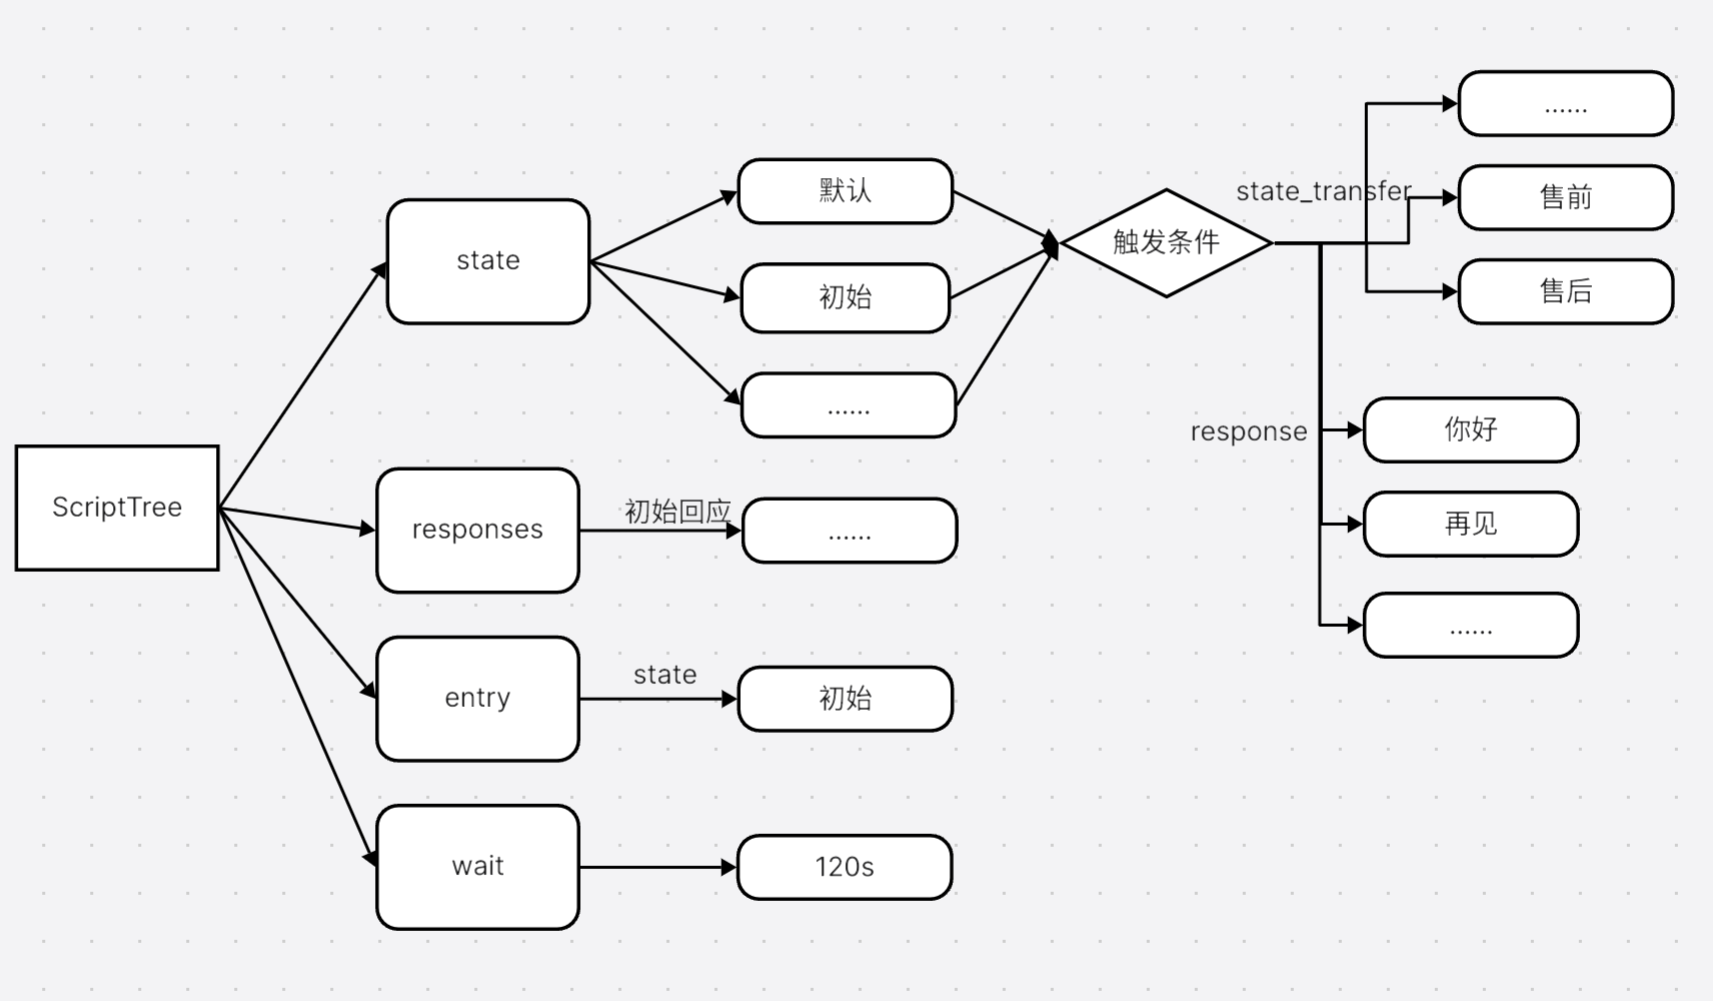 ScriptTree
state
默认
初始
......
触发条件
state_transfer
......
售前
售后
response
你好
再见
......
responses
初始回应
......
entry
state
初始
wait
120s